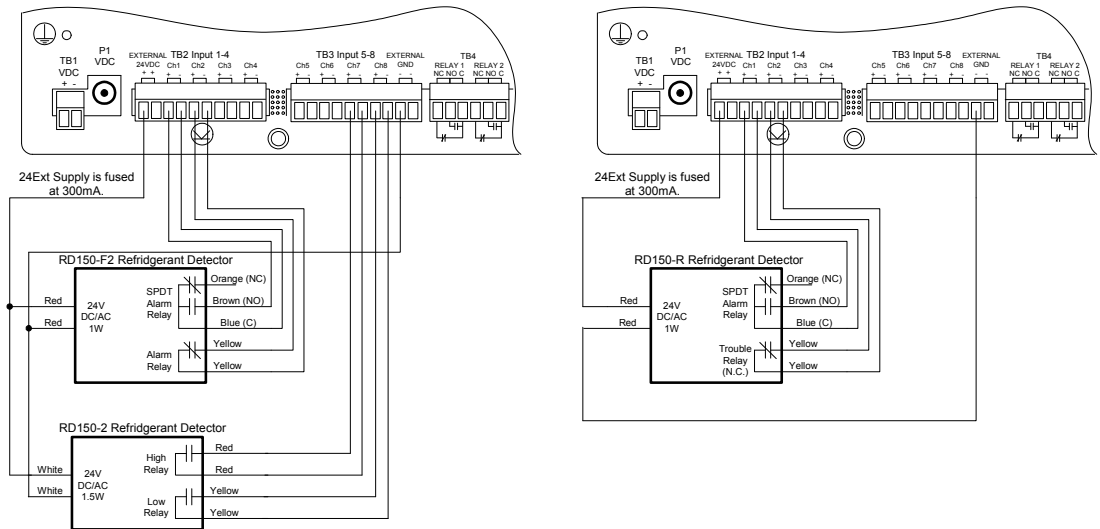 TB1
VDC
+ -
P1
VDC
EXTERNAL
24VDC
+ +
TB2 Input 1-4
Ch1 Ch2 Ch3 Ch4
+ - + - + - + -
TB3 Input 5-8
Ch5 Ch6 Ch7 Ch8
+ - + - + - + -
EXTERNAL
GND
- -
TB4
RELAY 1 RELAY 2
NC NO C NC NO C
24Ext Supply is fused
at 300mA.
RD150-F2 Refridgerant Detector
Red
Red
24V
DC/AC
1W
SPDT
Alarm
Relay
Orange (NC)
Brown (NO)
Blue (C)
Alarm
Relay
Yellow
Yellow
RD150-2 Refridgerant Detector
White
White
24V
DC/AC
1.5W
High
Relay
Red
Red
Low
Relay
Yellow
Yellow
TB1
VDC
+ -
P1
VDC
EXTERNAL
24VDC
+ +
TB2 Input 1-4
Ch1 Ch2 Ch3 Ch4
+ - + - + - + -
TB3 Input 5-8
Ch5 Ch6 Ch7 Ch8
+ - + - + - + -
EXTERNAL
GND
- -
TB4
RELAY 1 RELAY 2
NC NO C NC NO C
24Ext Supply is fused
at 300mA.
RD150-R Refridgerant Detector
Red
Red
24V
DC/AC
1W
SPDT
Alarm
Relay
Orange (NC)
Brown (NO)
Blue (C)
Trouble
Relay
(N.C.)
Yellow
Yellow